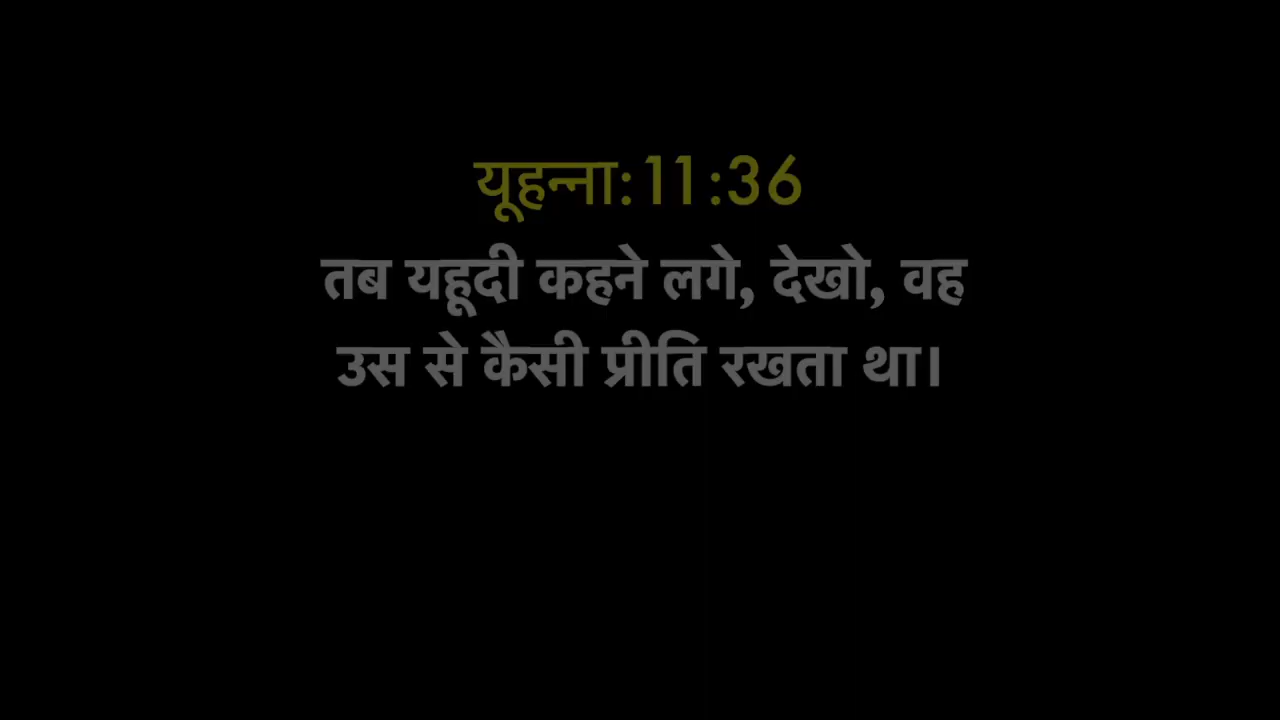 यूहन्ना:11:36
तब यहूदी कहने लगे, देखो, वह
उस से कैसी प्रीति रखता था।